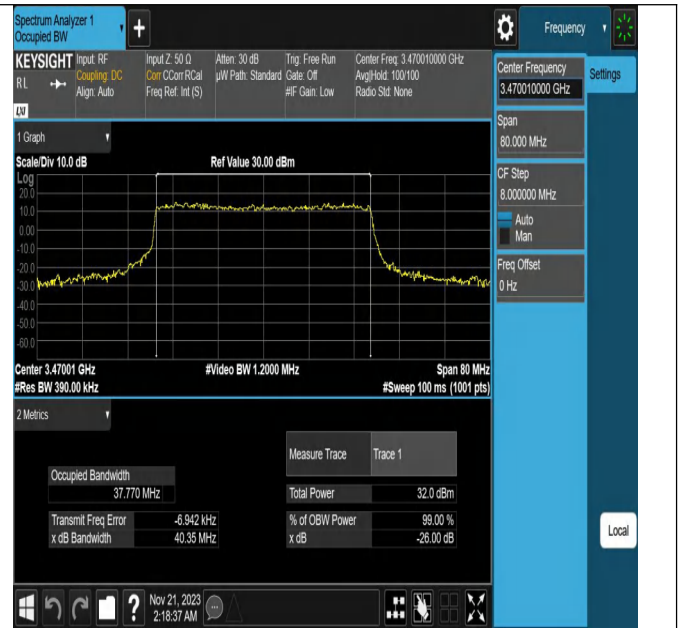 Spectrum Analyzer 1
Occupied BW
+
Frequency
KEYSIGHT
RL
LXI
Input: RF
Coupling: DC
Align: Auto
Input Z: 50 Ω
Corr CCorr RCal
Freq Ref: Int (S)
Atten: 30 dB
µW Path: Standard
Trig: Free Run
Gate: Off
#IF Gain: Low
Center Freq: 3.470010000 GHz
Avg|Hold: 100/100
Radio Std: None
Center Frequency
3.470010000 GHz
Settings
Span
80.000 MHz
CF Step
8.000000 MHz
Auto
Man
Freq Offset
0 Hz
1 Graph
Scale/Div 10.0 dB
Ref Value 30.00 dBm
Log
20.0
10.0
0.00
-10.0
-20.0
-30.0
-40.0
-50.0
-60.0
Center 3.47001 GHz
#Video BW 1.2000 MHz
Span 80 MHz
#Res BW 390.00 kHz
#Sweep 100 ms (1001 pts)
2 Metrics
Measure Trace Trace 1
Occupied Bandwidth
37.770 MHz
Total Power 32.0 dBm
Transmit Freq Error -6.942 kHz
% of OBW Power 99.00 %
x dB Bandwidth 40.35 MHz
x dB -26.00 dB
Local
?
Nov 21, 2023
2:18:37 AM